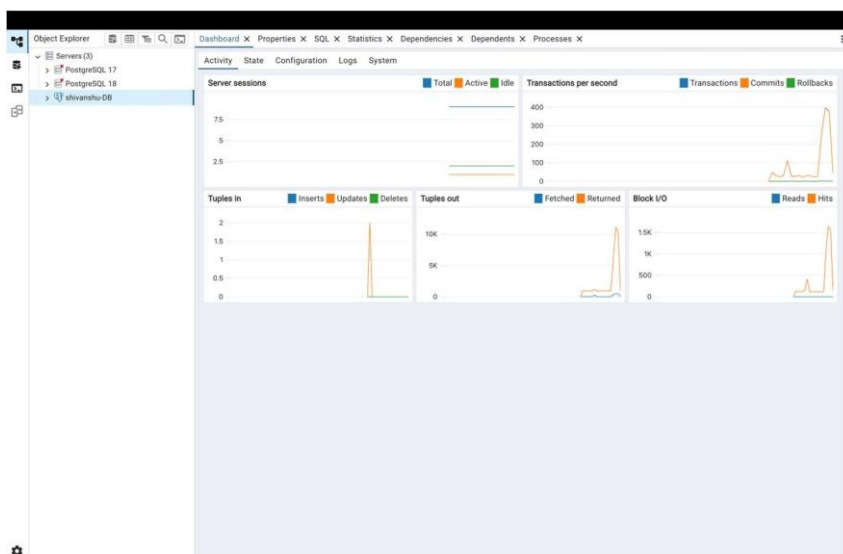 Object Explorer
Dashboard Properties SQL Statistics Dependencies Dependents Processes
Servers (3)
PostgreSQL 17
PostgreSQL 18
shivanshu-DB
Activity State Configuration Logs System
Server sessions Total Active Idle
7.5
5
2.5
Transactions per second Transactions Commits Rollbacks
400
300
200
100
0
Tuples in Inserts Updates Deletes
2
1.5
1
0.5
0
Tuples out Fetched Returned
10K
5K
0
Block I/O Reads Hits
1.5K
1K
500
0